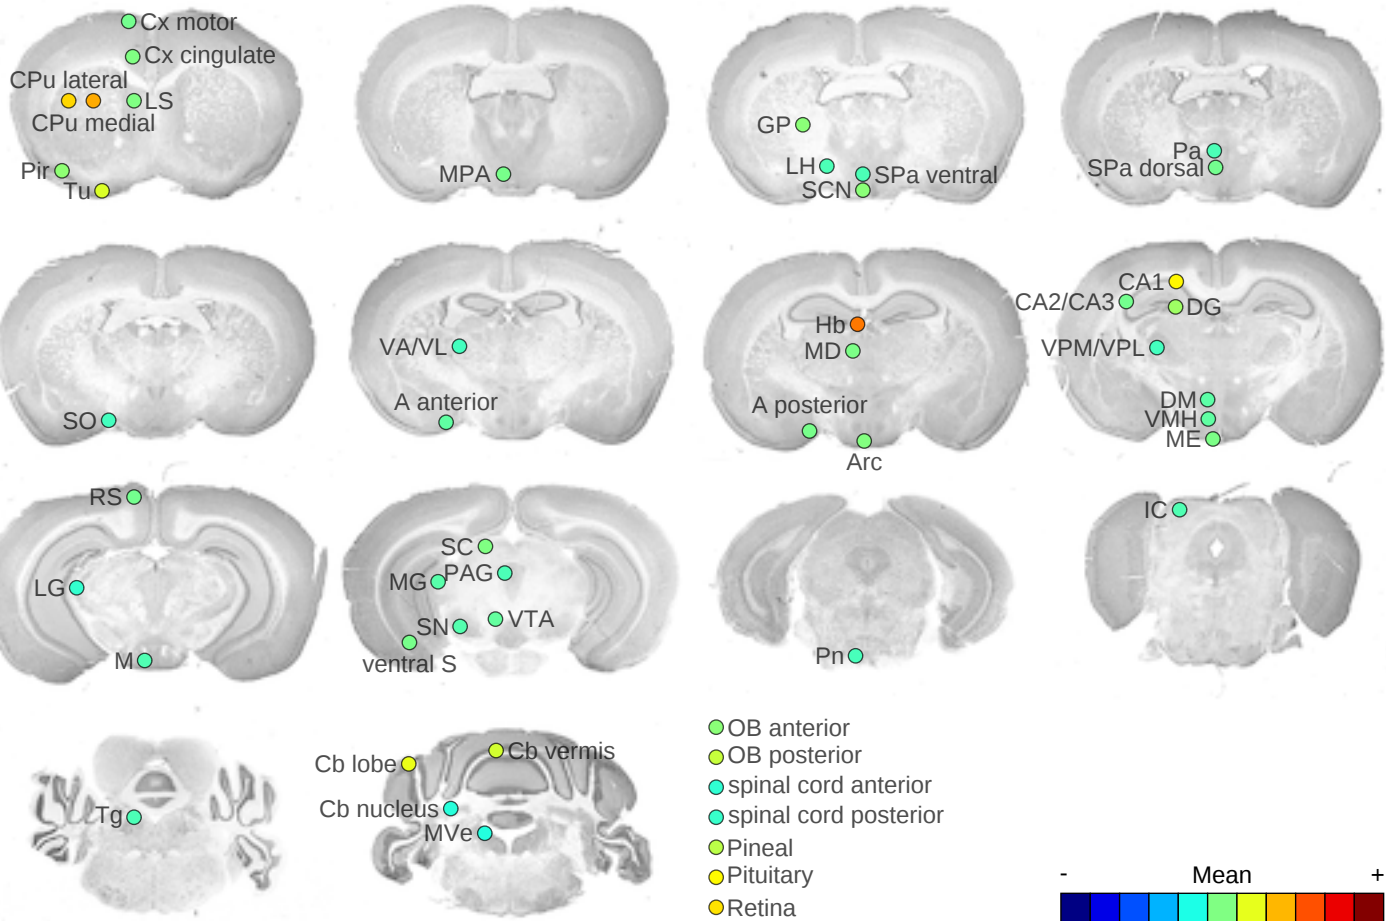 Cx motor
Cx cingulate
CPu lateral
LS
CPu medial
Pir
Tu
MPA
GP
LH
SPa ventral
SCN
Pa
SPa dorsal
SO
VA/VL
A anterior
Hb
MD
A posterior
Arc
CA1
CA2/CA3
DG
VPM/VPL
DM
VMH
ME
RS
LG
M
SC
MG
PAG
SN
VTA
ventral S
Pn
IC
Tg
Cb lobe
Cb vermis
Cb nucleus
MVe
OB anterior
OB posterior
spinal cord anterior
spinal cord posterior
Pineal
Pituitary
Retina
- Mean +